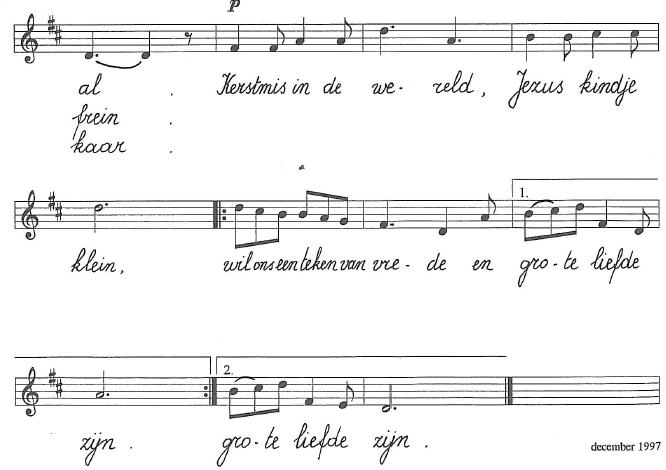 p
al . Kerstmis in de we - reld, Jezus kindje
frein .
kaar .
1.
klein, wil ons een teken van vre - de en gro - te liefde
2.
zijn . gro - te liefde zijn .
december 1997